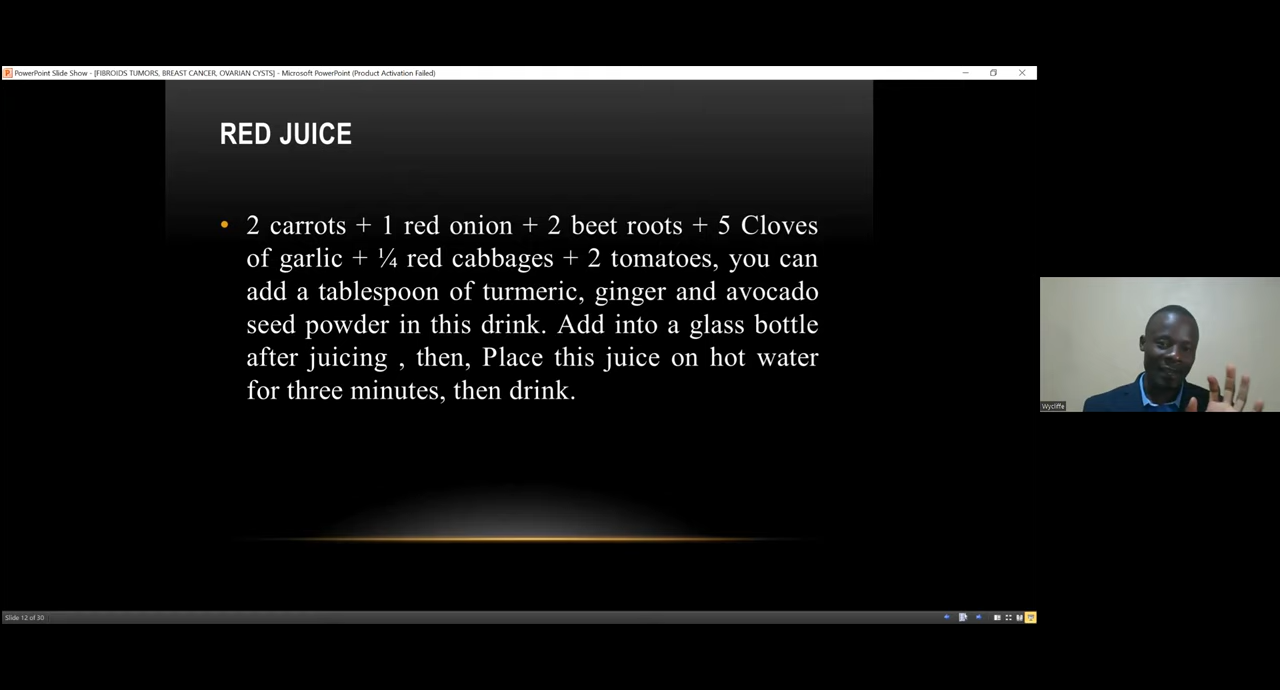 PowerPoint Slide Show - [FIBROIDS TUMORS, BREAST CANCER, OVARIAN CYSTS] - Microsoft PowerPoint (Product Activation Failed)
RED JUICE
• 2 carrots + 1 red onion + 2 beet roots + 5 Cloves
of garlic + ¼ red cabbages + 2 tomatoes, you can
add a tablespoon of turmeric, ginger and avocado
seed powder in this drink. Add into a glass bottle
after juicing , then, Place this juice on hot water
for three minutes, then drink.
Wycliffe
Slide 12 of 30